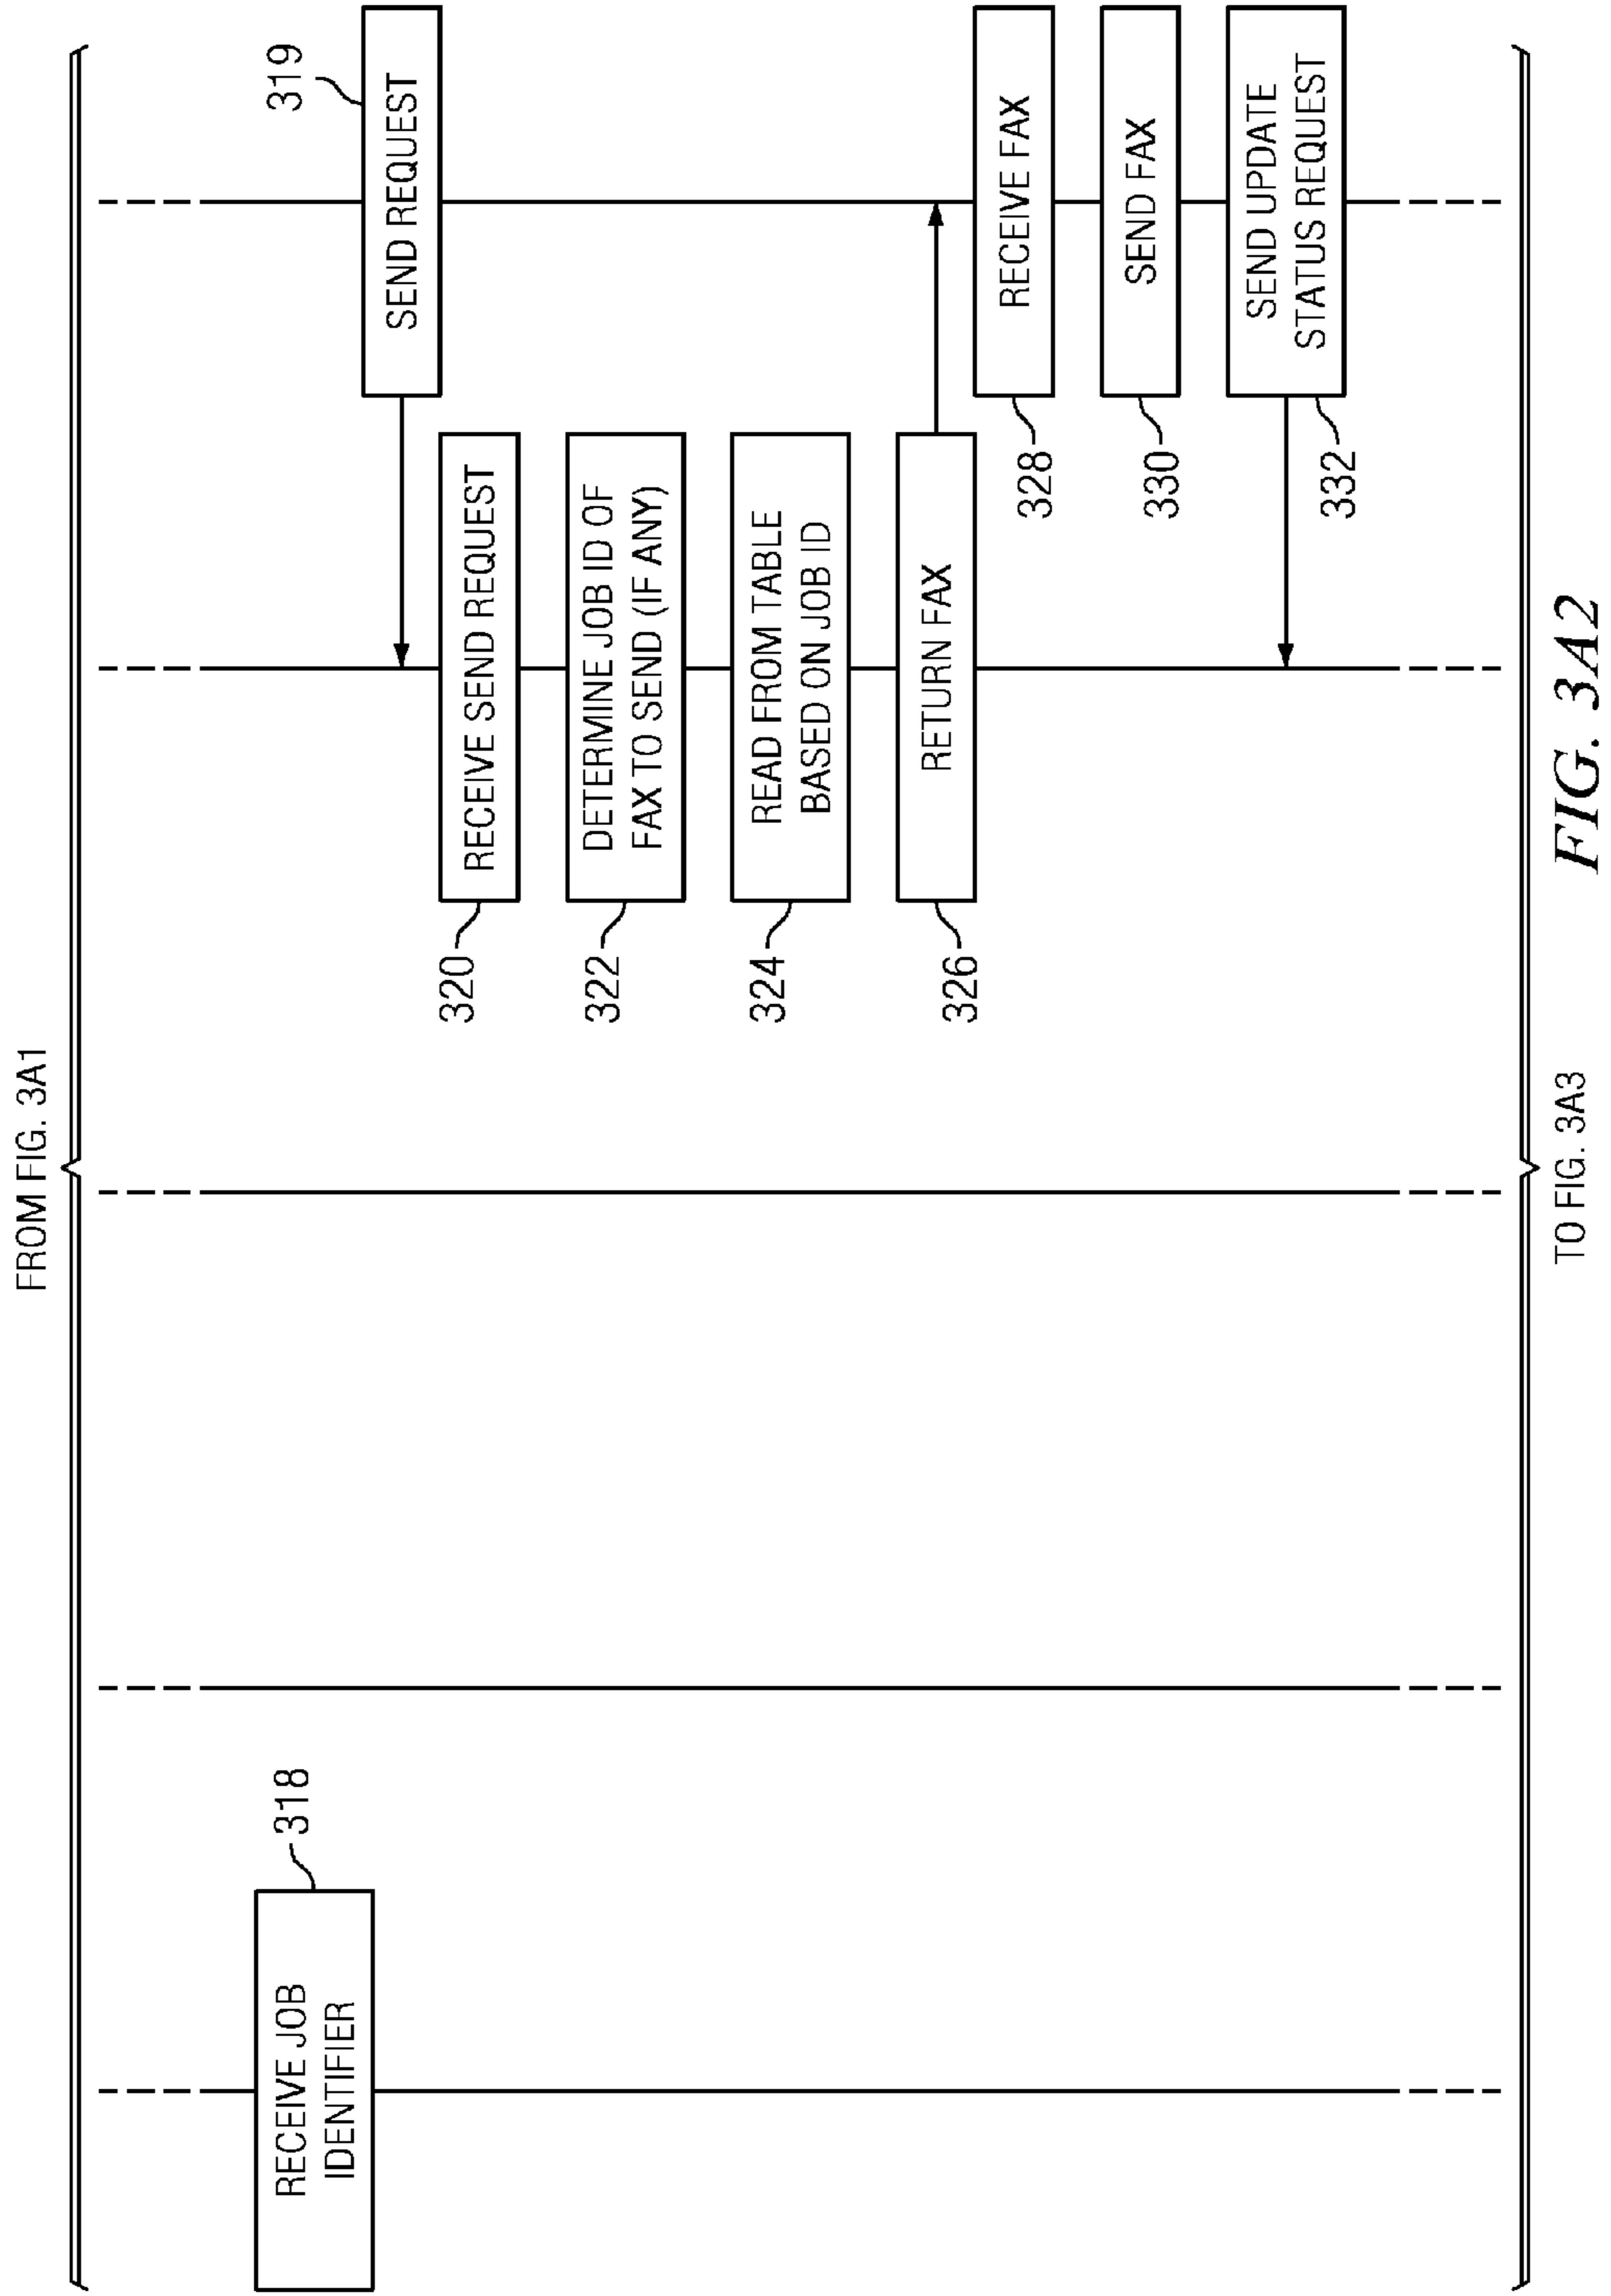 FROM FIG. 3A1
RECEIVE JOB
IDENTIFIER
318
319
SEND REQUEST
320
RECEIVE SEND REQUEST
322
DETERMINE JOB ID OF
FAX TO SEND (IF ANY)
324
READ FROM TABLE
BASED ON JOB ID
326
RETURN FAX
328
RECEIVE FAX
330
SEND FAX
332
SEND UPDATE
STATUS REQUEST
TO FIG. 3A3
FIG. 3A2